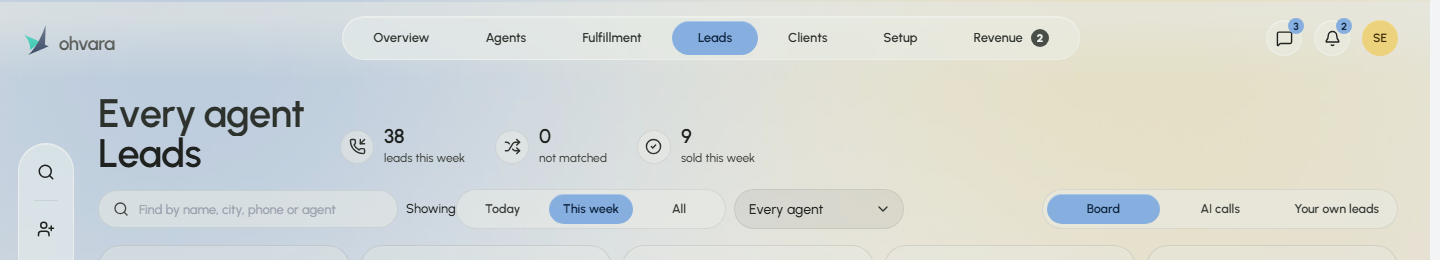 ohvara
Overview Agents Fulfillment Leads Clients Setup Revenue 2
3 2 SE
Every agent
Leads
38 0 9
leads this week not matched sold this week
Find by name, city, phone or agent Showing Today This week All Every agent Board AI calls Your own leads